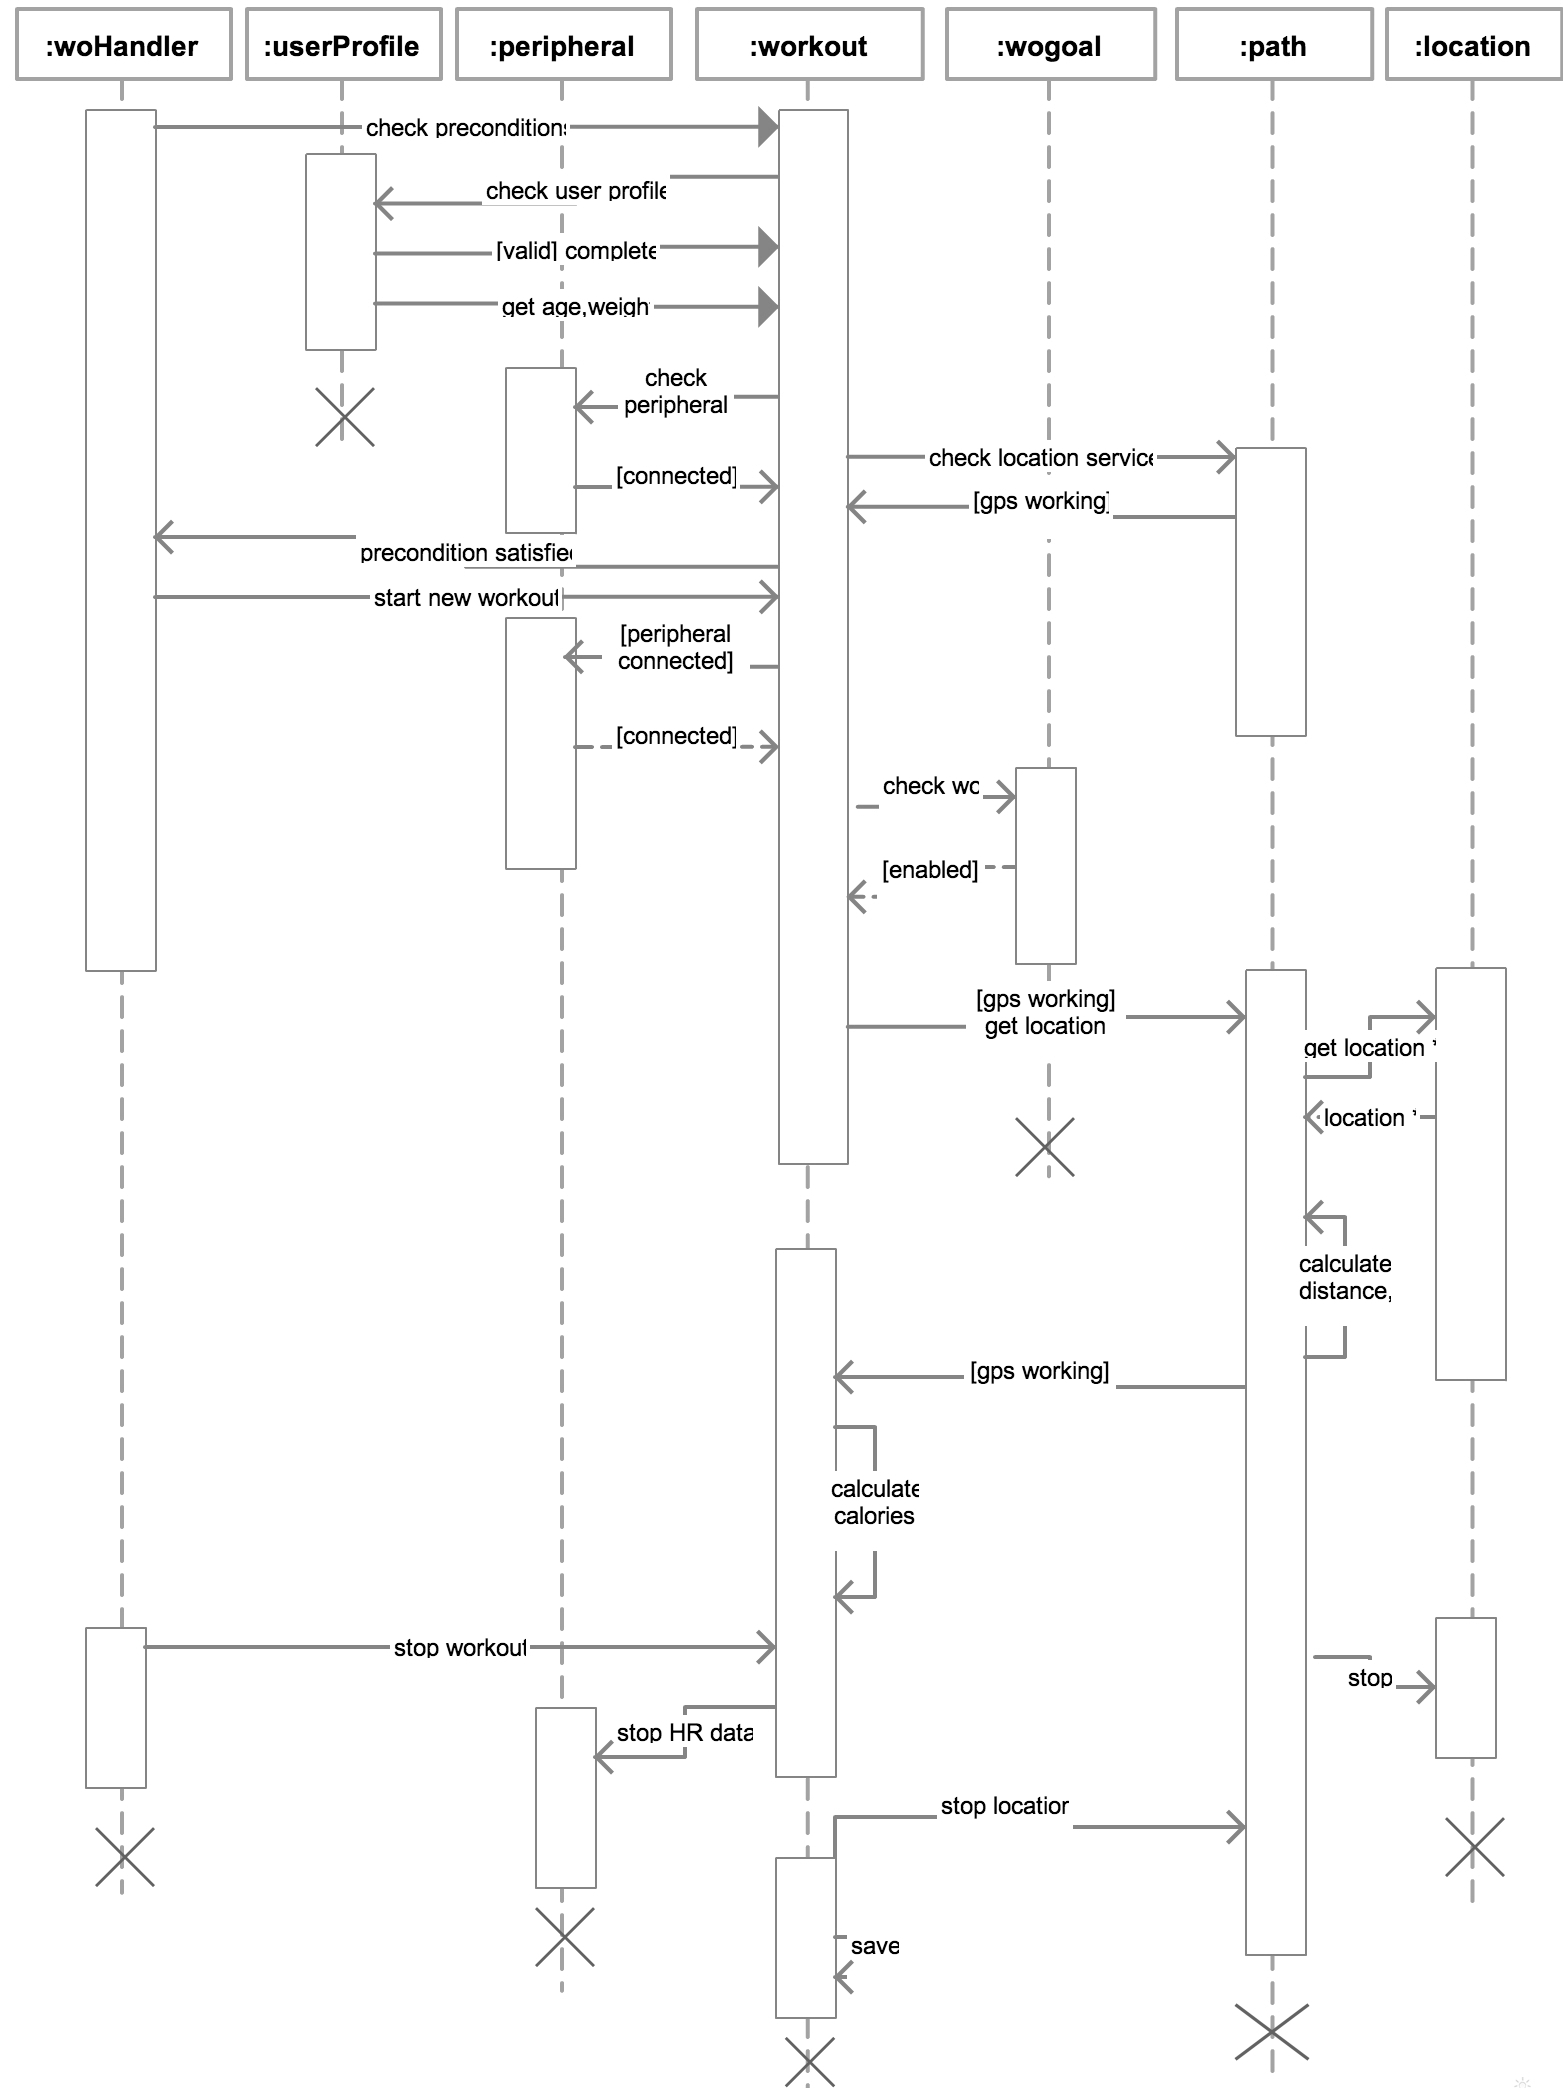 :woHandler :userProfile :peripheral :workout :wogoal :path :location
check preconditions
check user profile
[valid] complete
get age,weigh
check
peripheral
check location service
[connected]
[gps working]
precondition satisfied
start new workout
[peripheral
connected]
[connected]
check wo
[enabled]
[gps working]
get location
get location *
location *
calculate
distance,
[gps working]
calculate
calories
stop workout
stop
stop HR data
stop location
save